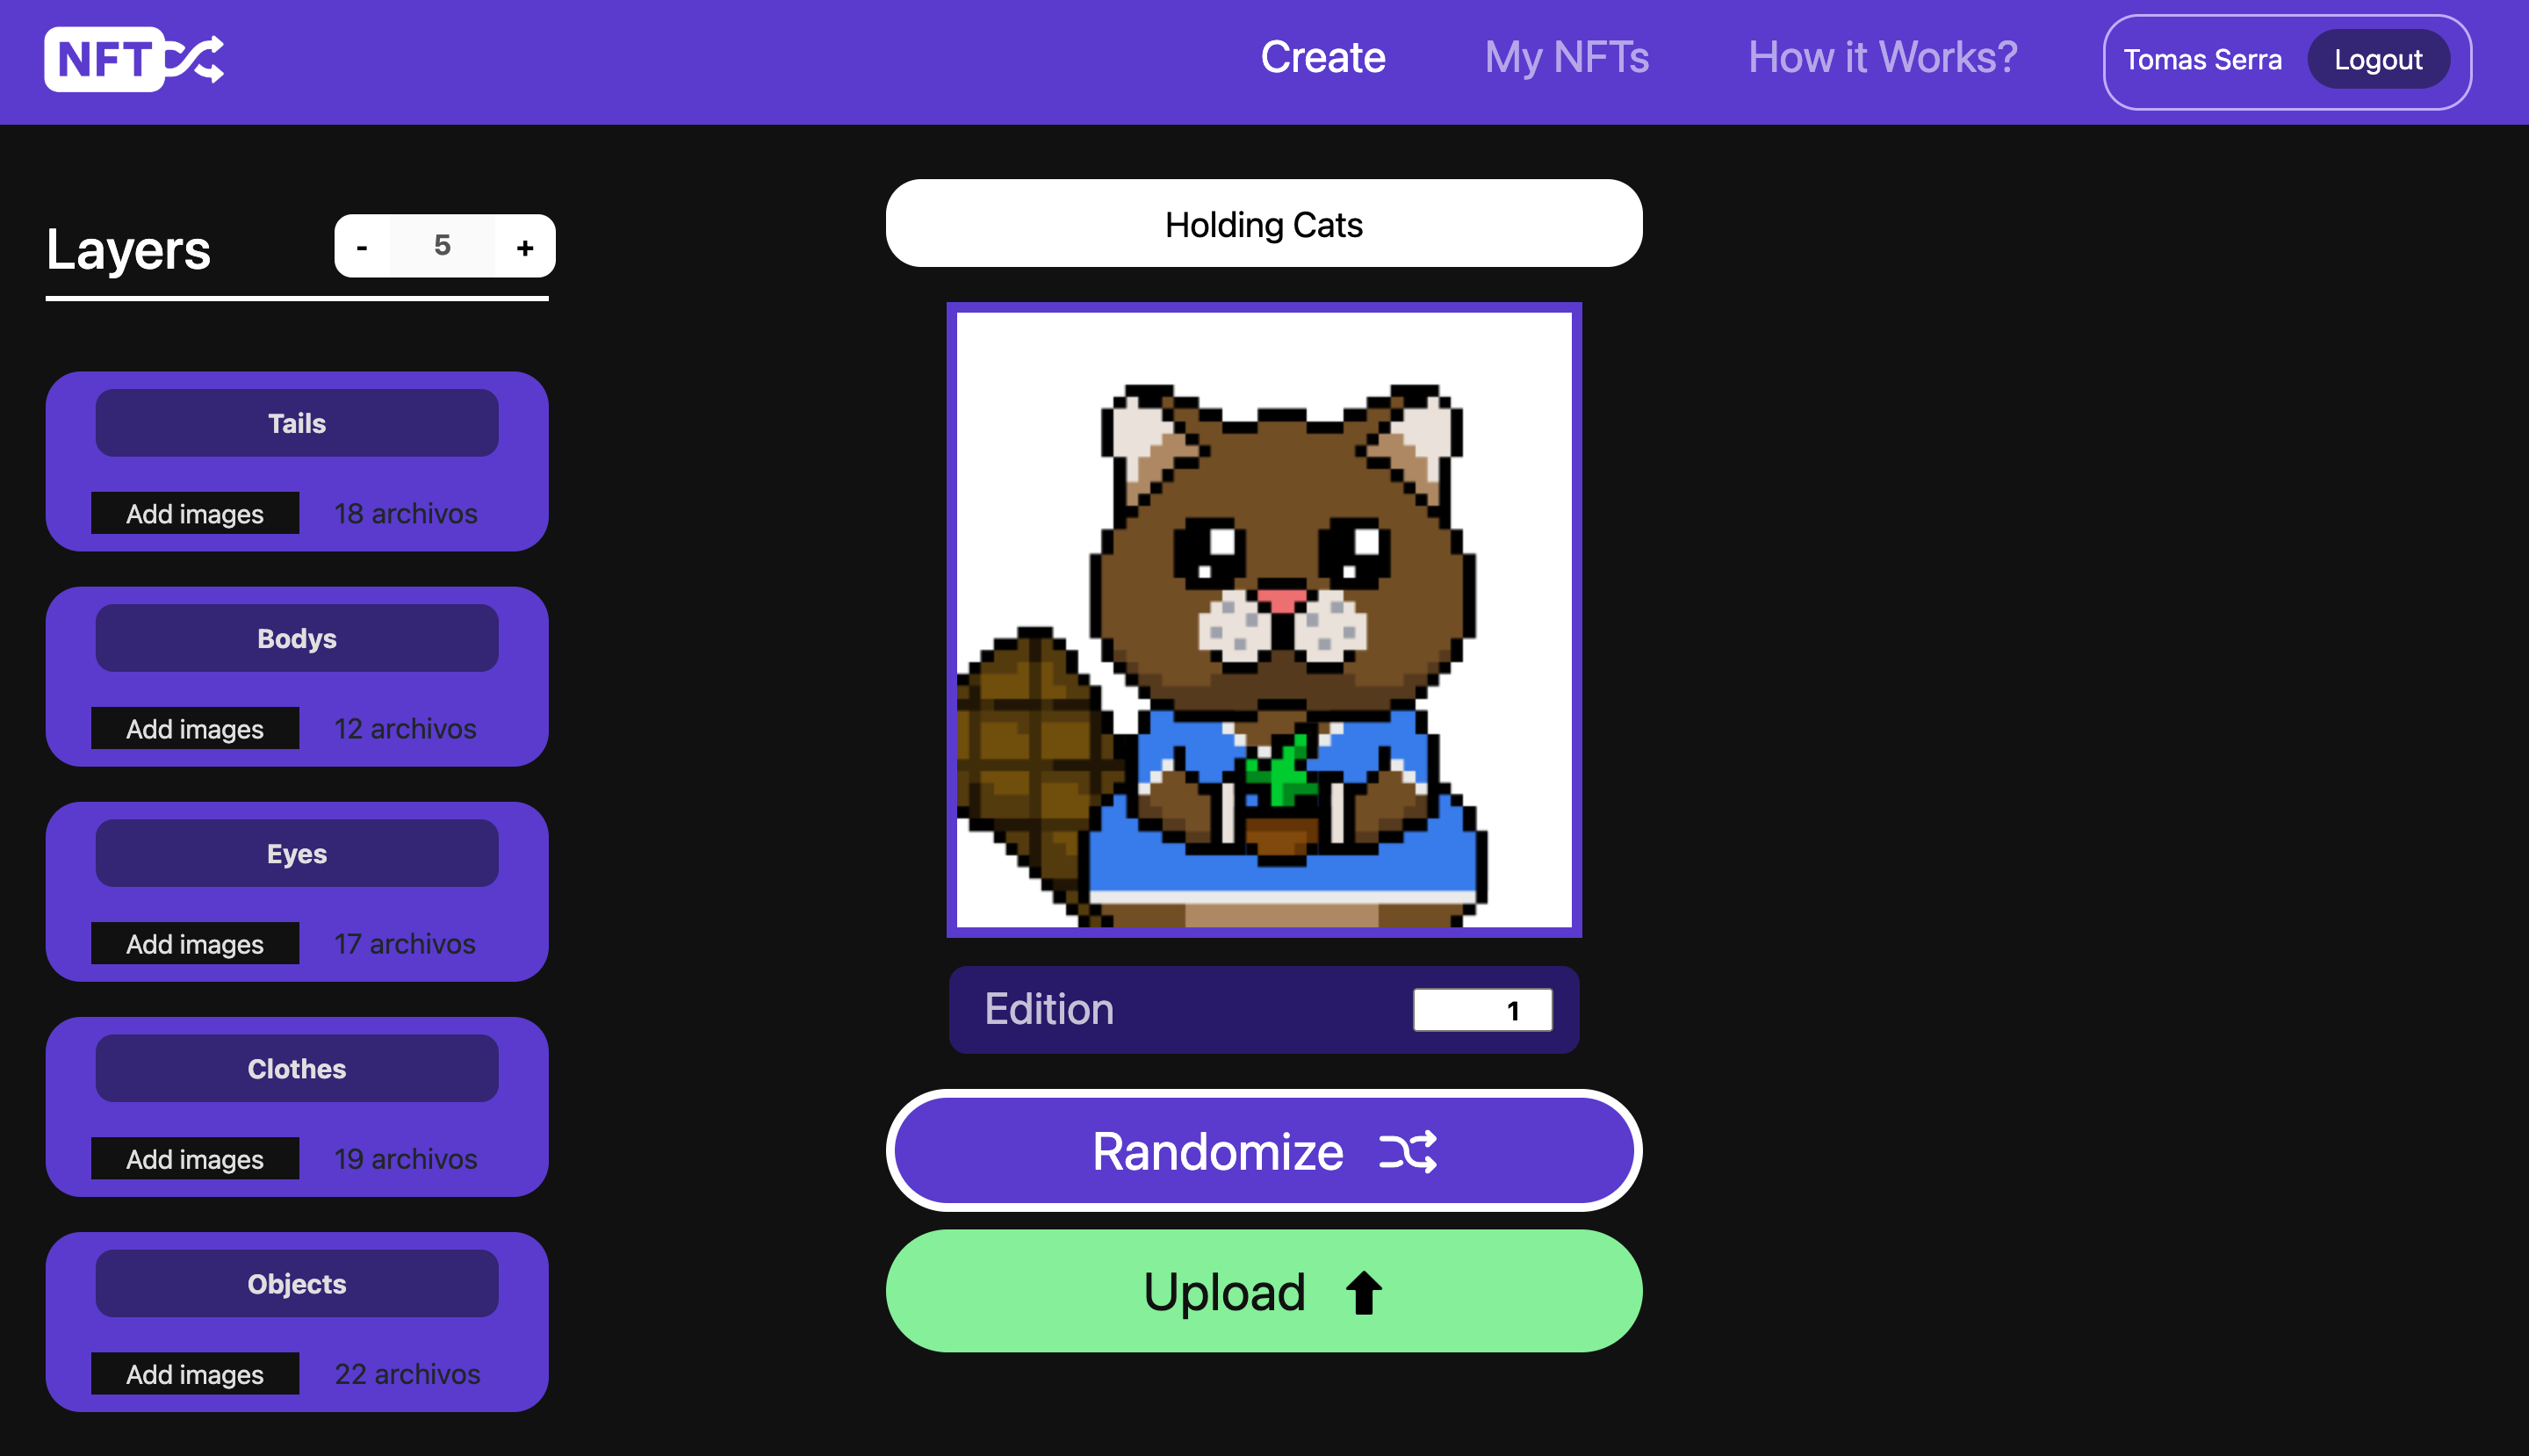 NFT
Create
My NFTs
How it Works?
Tomas Serra
Logout
Layers
- 5 +
Tails
Add images 18 archivos
Bodys
Add images 12 archivos
Eyes
Add images 17 archivos
Clothes
Add images 19 archivos
Objects
Add images 22 archivos
Holding Cats
Edition 1
Randomize
Upload